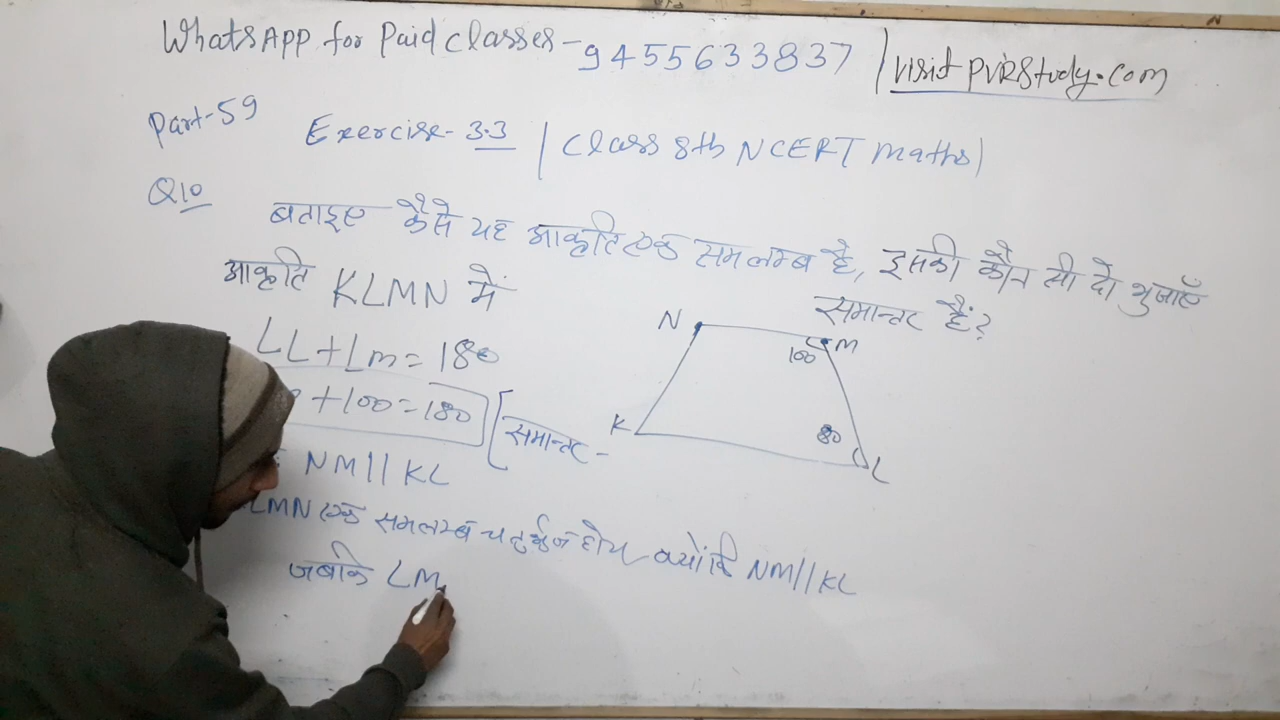 WhatsApp for Paid Classes - 9455633837 / visit PVRStudy.com
Part-59
Exercise-3.3 | Class 8th NCERT maths)
Q10
बताइए कैसे यह आकृति एक समलम्ब है, इसकी कौन सी दो भुजाएँ
समान्तर हैं?
आकृति KLMN में
∠L+∠m=180
+100=180 [समान्तर -
NM||KL
LMN एक समलम्ब चतुर्भुज होगा क्योंकि NM||KL
जबकि LM
N
M
100
K
80
L